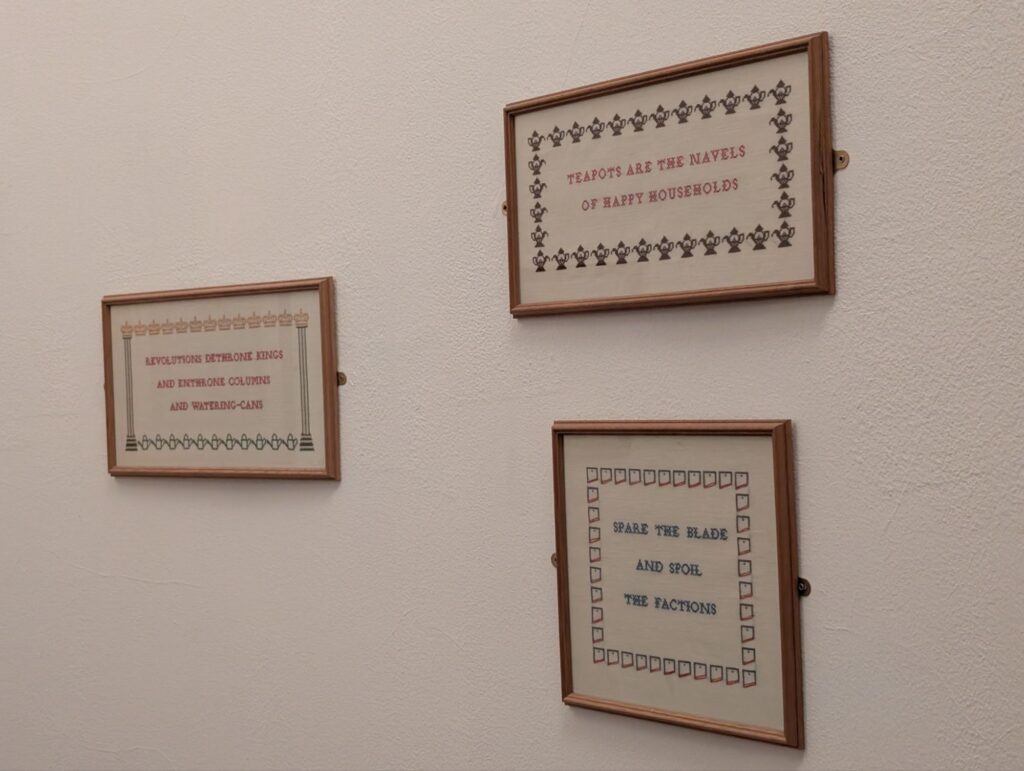 TEAPOTS ARE THE NAVELS
OF HAPPY HOUSEHOLDS
REVOLUTIONS DETHRONE KINGS
AND ENTHRONE COLUMNS
AND WATERING-CANS
SPARE THE BLADE
AND SPOIL
THE FACTIONS